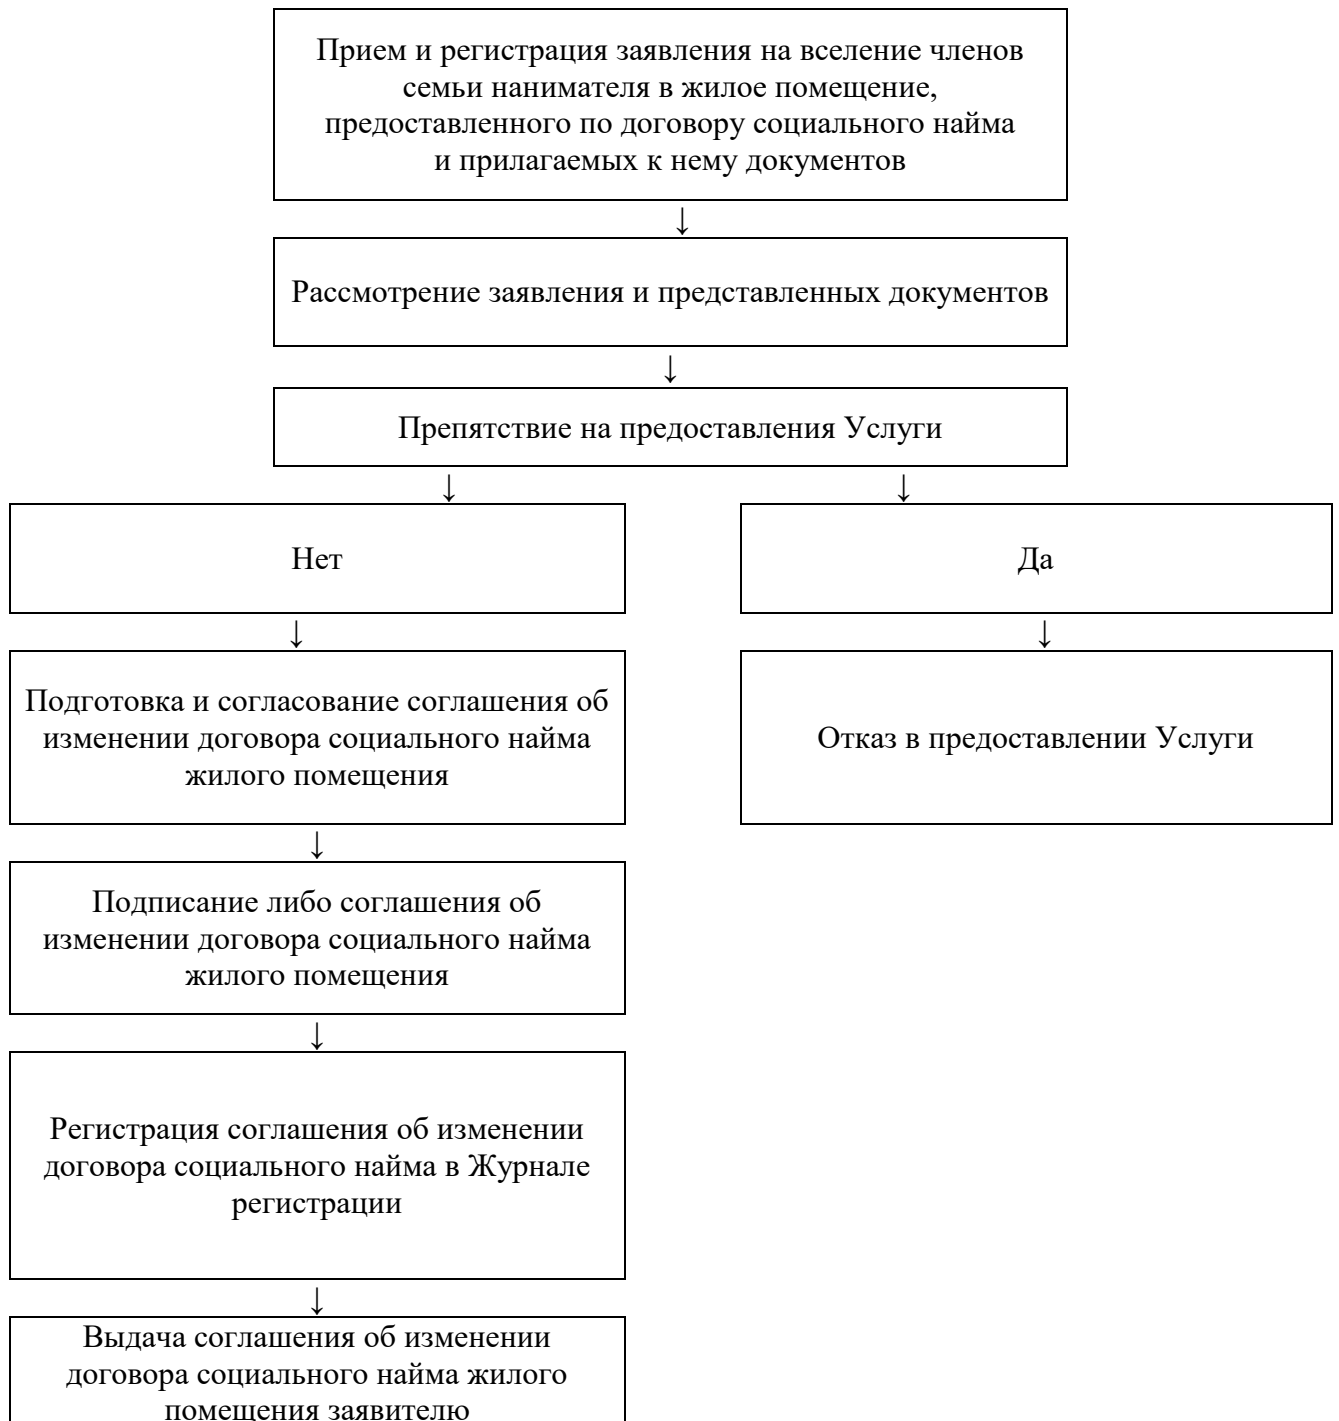 Прием и регистрация заявления на вселение членов
семьи нанимателя в жилое помещение,
предоставленного по договору социального найма
и прилагаемых к нему документов
↓
Рассмотрение заявления и представленных документов
↓
Препятствие на предоставления Услуги
↓ ↓
Нет
Да
↓ ↓
Подготовка и согласование соглашения об
изменении договора социального найма
жилого помещения
Отказ в предоставлении Услуги
↓
Подписание либо соглашения об
изменении договора социального найма
жилого помещения
↓
Регистрация соглашения об изменении
договора социального найма в Журнале
регистрации
↓
Выдача соглашения об изменении
договора социального найма жилого
помещения заявителю